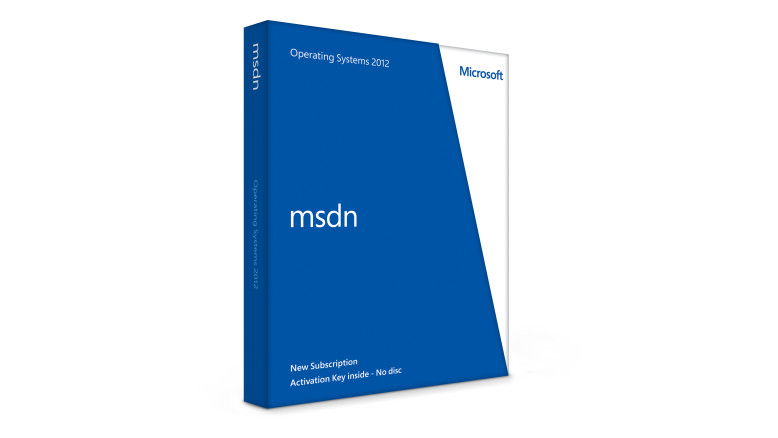 msdn
Operating Systems 2012
Operating Systems 2012
Microsoft
msdn
New Subscription
Activation Key inside - No disc